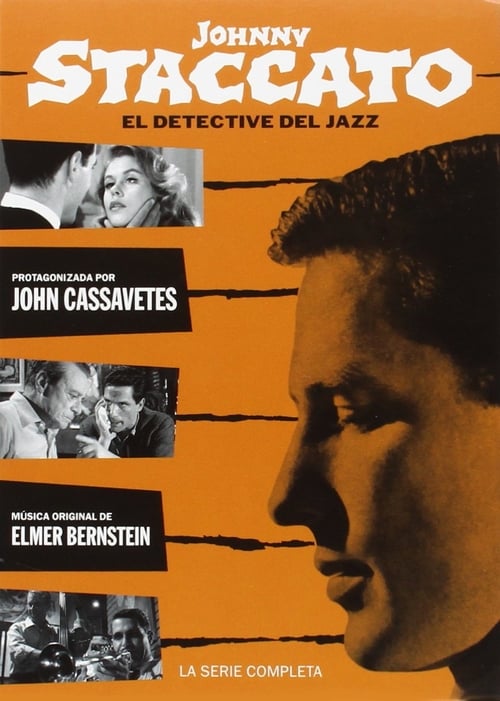 JOHNNY
STACCATO
EL DETECTIVE DEL JAZZ
PROTAGONIZADA POR
JOHN CASSAVETES
MÚSICA ORIGINAL DE
ELMER BERNSTEIN
LA SERIE COMPLETA